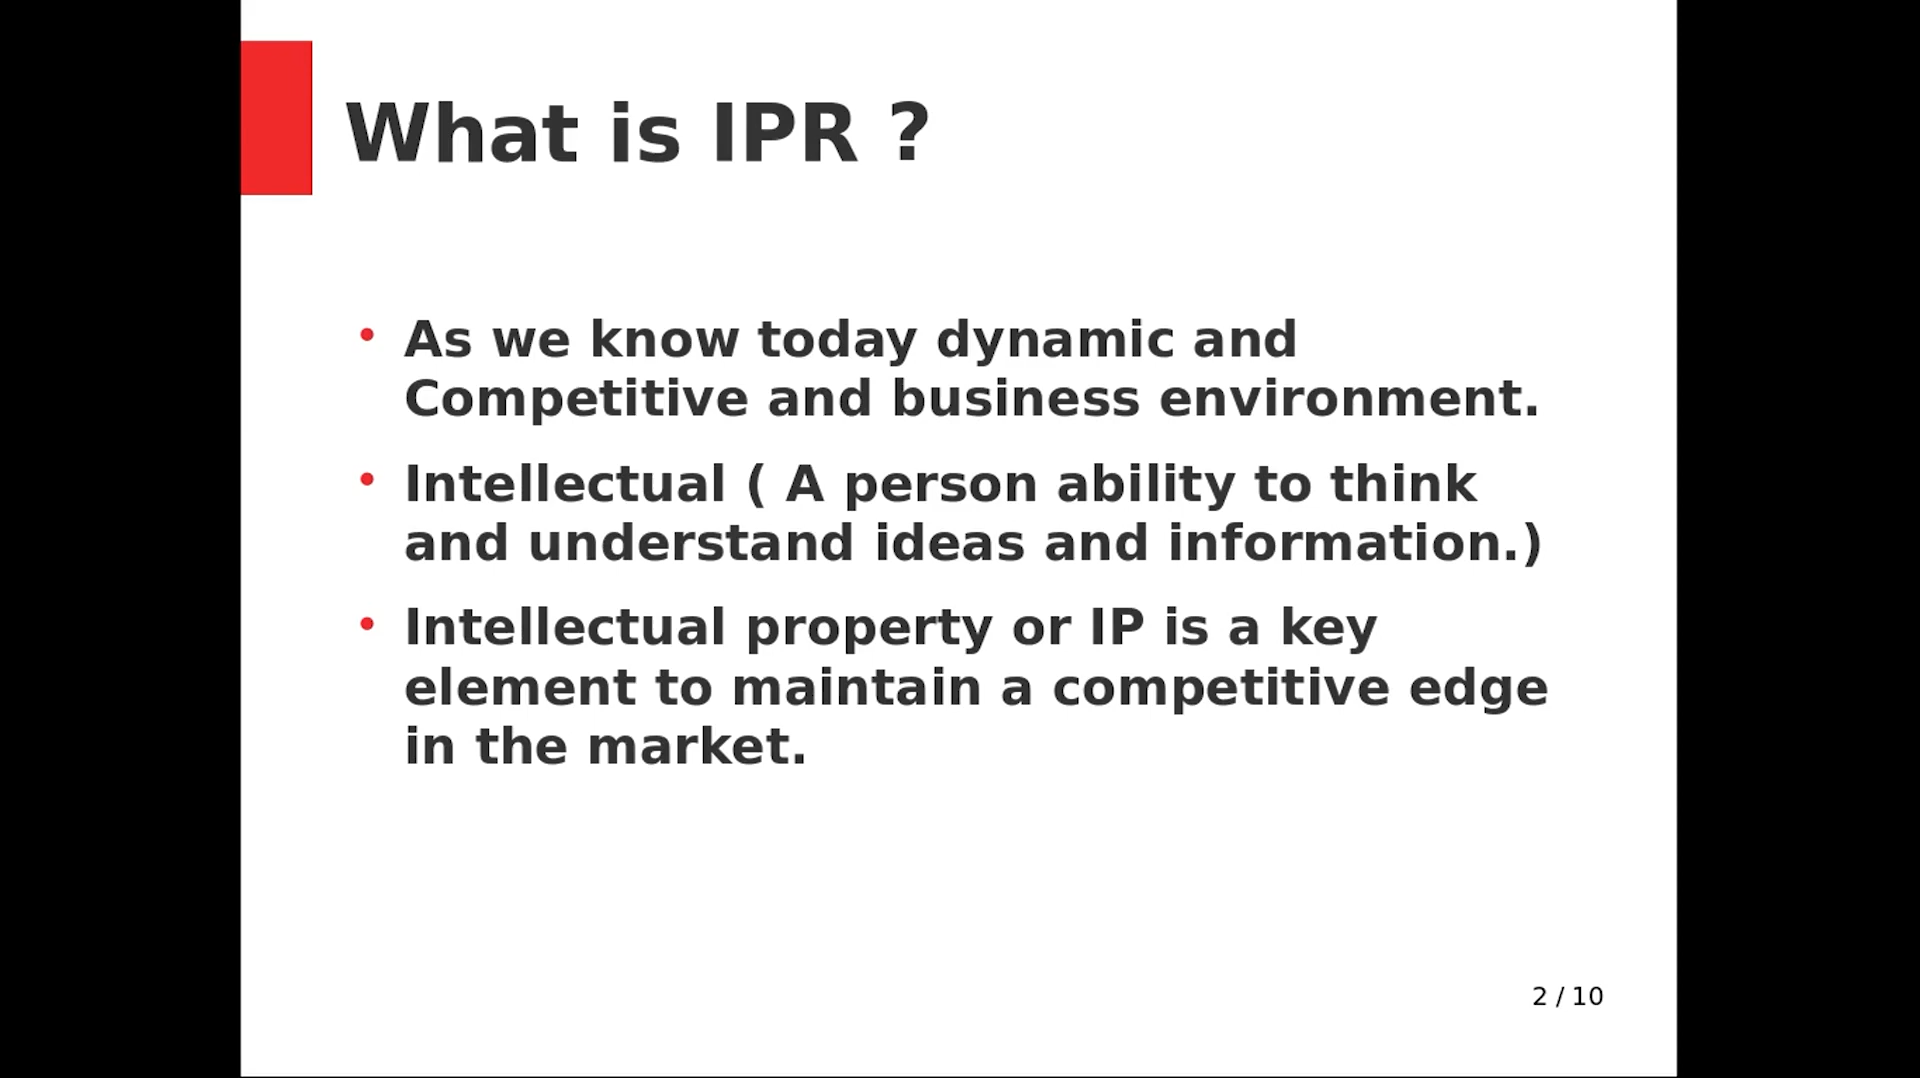 What is IPR ?
• As we know today dynamic and
Competitive and business environment.
• Intellectual ( A person ability to think
and understand ideas and information.)
• Intellectual property or IP is a key
element to maintain a competitive edge
in the market.
2 / 10